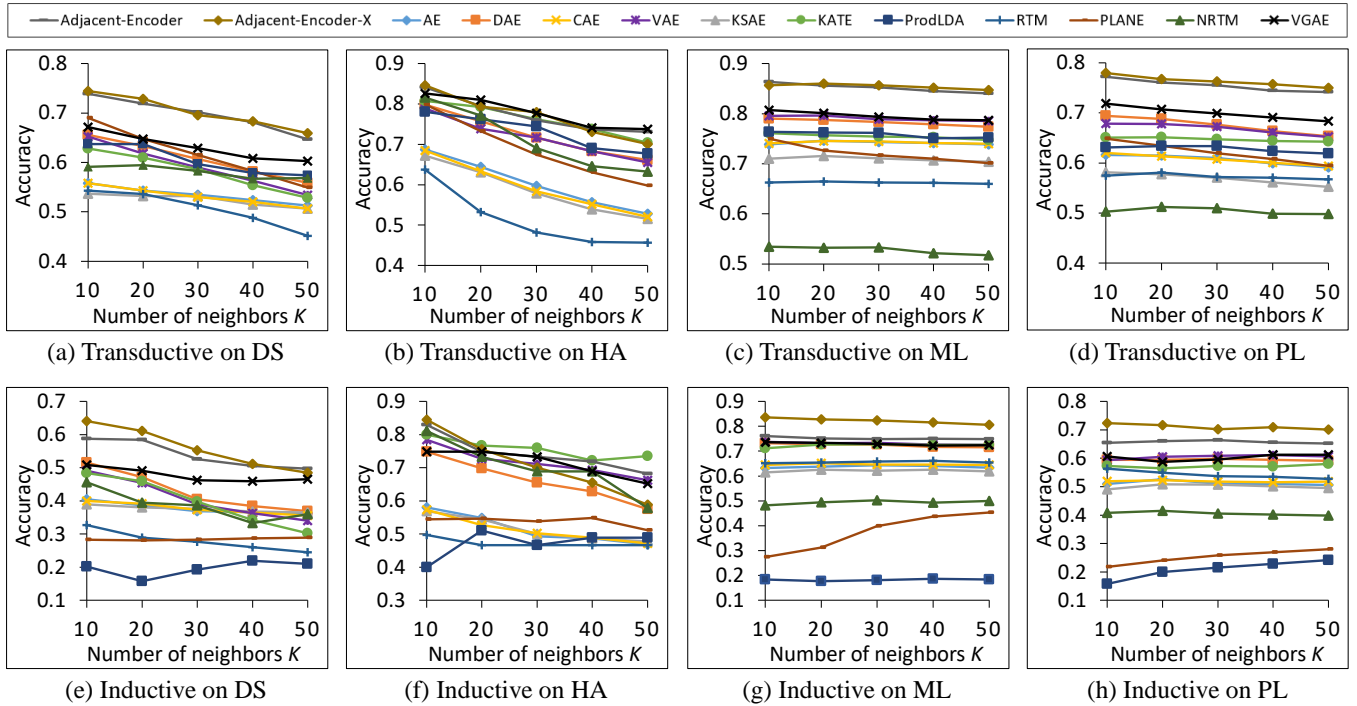 Adjacent-Encoder Adjacent-Encoder-X AE DAE CAE VAE KSAE KATE ProdLDA RTM PLANE NRTM VGAE
Accuracy
0.8
0.7
0.6
0.5
0.4
10 20 30 40 50
Number of neighbors K
(a) Transductive on DS
Accuracy
0.9
0.8
0.7
0.6
0.5
0.4
10 20 30 40 50
Number of neighbors K
(b) Transductive on HA
Accuracy
0.9
0.8
0.7
0.6
0.5
10 20 30 40 50
Number of neighbors K
(c) Transductive on ML
Accuracy
0.8
0.7
0.6
0.5
0.4
10 20 30 40 50
Number of neighbors K
(d) Transductive on PL
Accuracy
0.7
0.6
0.5
0.4
0.3
0.2
0.1
10 20 30 40 50
Number of neighbors K
(e) Inductive on DS
Accuracy
0.9
0.8
0.7
0.6
0.5
0.4
0.3
10 20 30 40 50
Number of neighbors K
(f) Inductive on HA
Accuracy
0.9
0.8
0.7
0.6
0.5
0.4
0.3
0.2
0.1
10 20 30 40 50
Number of neighbors K
(g) Inductive on ML
Accuracy
0.8
0.7
0.6
0.5
0.4
0.3
0.2
0.1
10 20 30 40 50
Number of neighbors K
(h) Inductive on PL